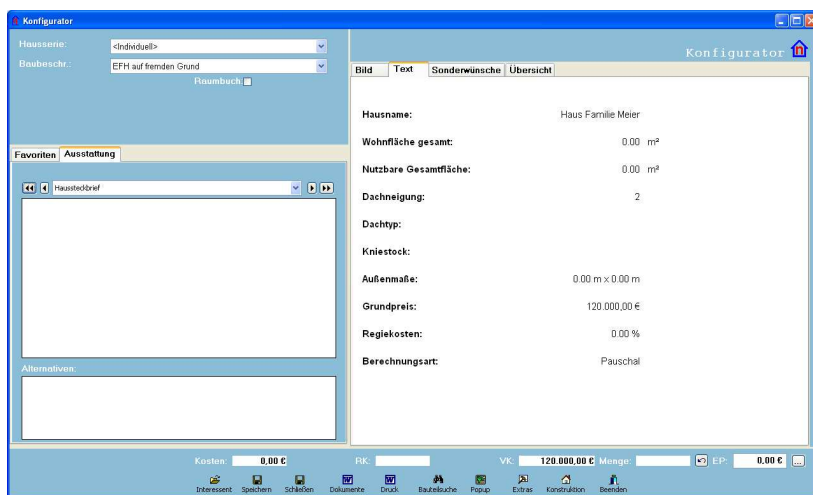 Konfigurator
Hausserie: <Individuell>
Baubeschr.: EFH auf fremden Grund
Raumbuch:
Konfigurator
Bild Text Sonderwünsche Übersicht
Hausname: Haus Familie Meier
Wohnfläche gesamt: 0.00 m²
Nutzbare Gesamtfläche: 0.00 m²
Dachneigung: 2
Dachtyp:
Kniestock:
Außenmaße: 0.00 m x 0.00 m
Grundpreis: 120.000,00 €
Regiekosten: 0.00 %
Berechnungsart: Pauschal
Favoriten Ausstattung
Haussteckbrief
Alternativen:
Kosten: 0,00 € RK: VK: 120.000,00 € Menge: EP: 0,00 € ...
Interessent Speichern Schließen Dokumente Druck Bauteilsuche Popup Extras Konstruktion Beenden